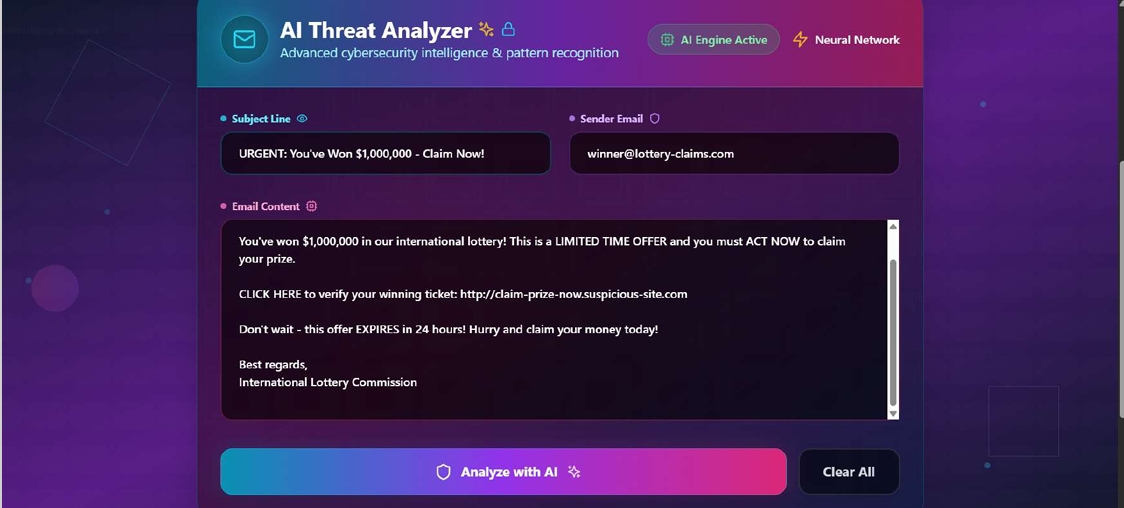 AI Threat Analyzer
Advanced cybersecurity intelligence & pattern recognition
AI Engine Active
Neural Network
Subject Line
Sender Email
URGENT: You've Won $1,000,000 - Claim Now!
winner@lottery-claims.com
Email Content
You've won $1,000,000 in our international lottery! This is a LIMITED TIME OFFER and you must ACT NOW to claim
your prize.
CLICK HERE to verify your winning ticket: http://claim-prize-now.suspicious-site.com
Don't wait - this offer EXPIRES in 24 hours! Hurry and claim your money today!
Best regards,
International Lottery Commission
Analyze with AI
Clear All